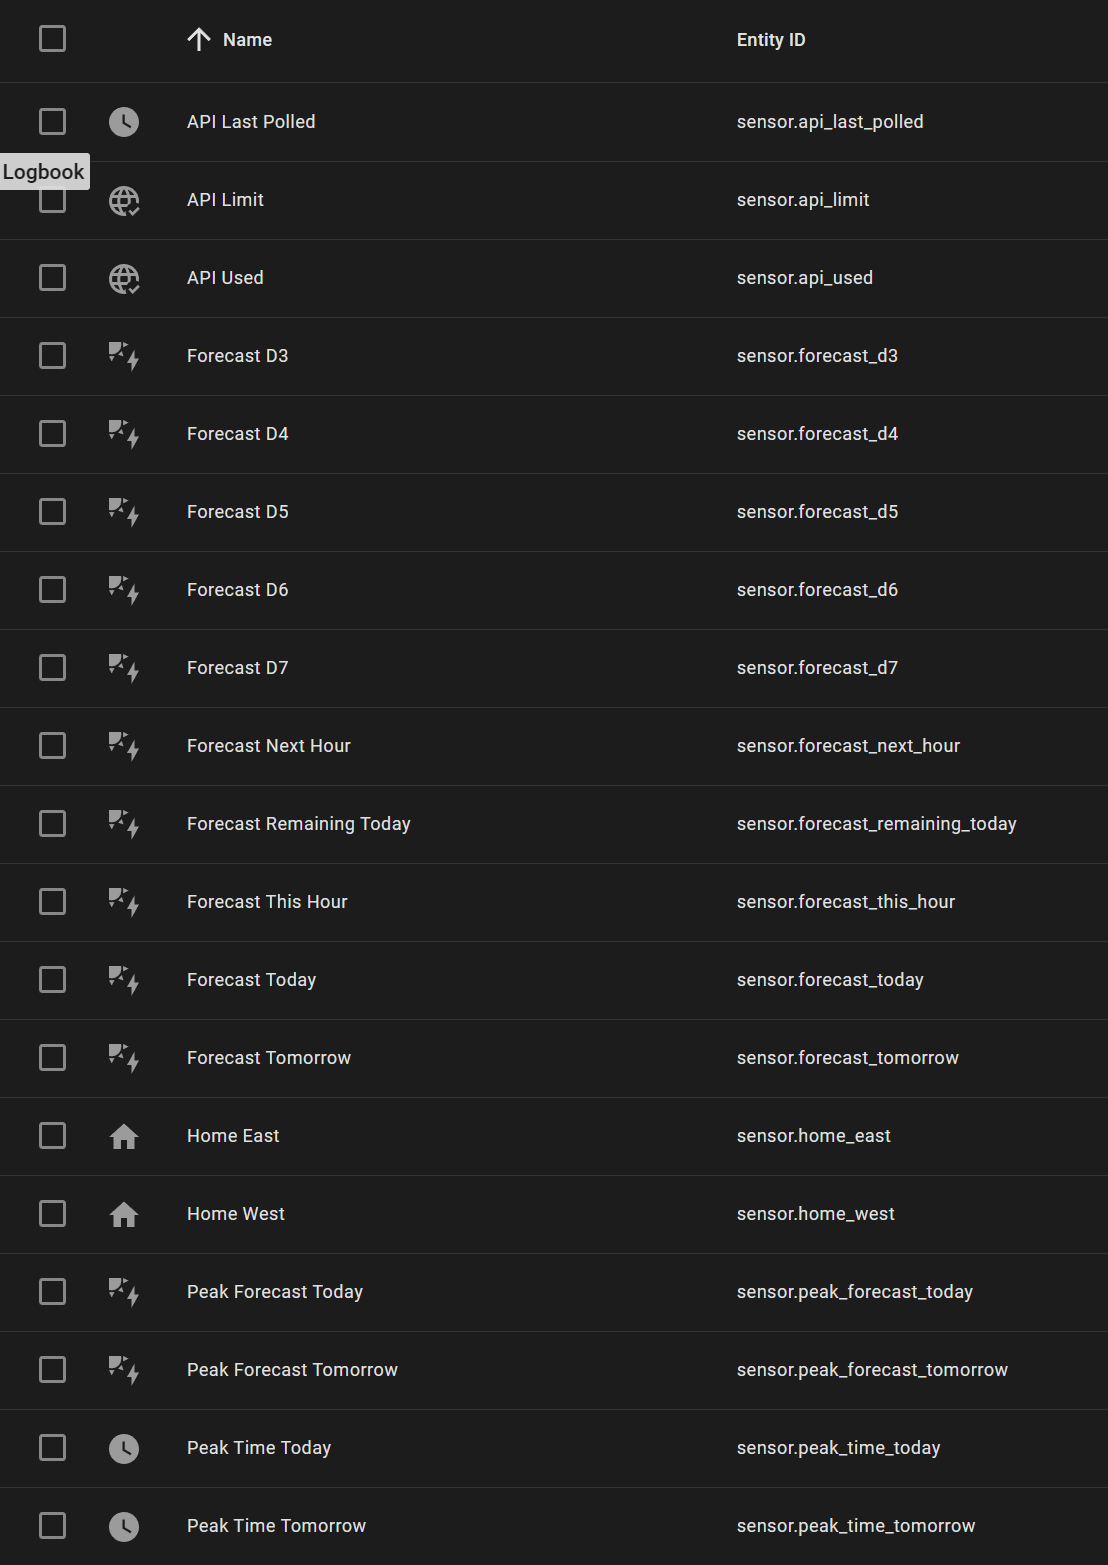 Name Entity ID
API Last Polled sensor.api_last_polled
Logbook
API Limit sensor.api_limit
API Used sensor.api_used
Forecast D3 sensor.forecast_d3
Forecast D4 sensor.forecast_d4
Forecast D5 sensor.forecast_d5
Forecast D6 sensor.forecast_d6
Forecast D7 sensor.forecast_d7
Forecast Next Hour sensor.forecast_next_hour
Forecast Remaining Today sensor.forecast_remaining_today
Forecast This Hour sensor.forecast_this_hour
Forecast Today sensor.forecast_today
Forecast Tomorrow sensor.forecast_tomorrow
Home East sensor.home_east
Home West sensor.home_west
Peak Forecast Today sensor.peak_forecast_today
Peak Forecast Tomorrow sensor.peak_forecast_tomorrow
Peak Time Today sensor.peak_time_today
Peak Time Tomorrow sensor.peak_time_tomorrow